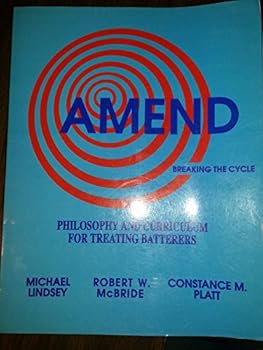 AMEND
BREAKING THE CYCLE
PHILOSOPHY AND CURRICULUM
FOR TREATING BATTERERS
MICHAEL LINDSEY
ROBERT W. McBRIDE
CONSTANCE M. PLATT